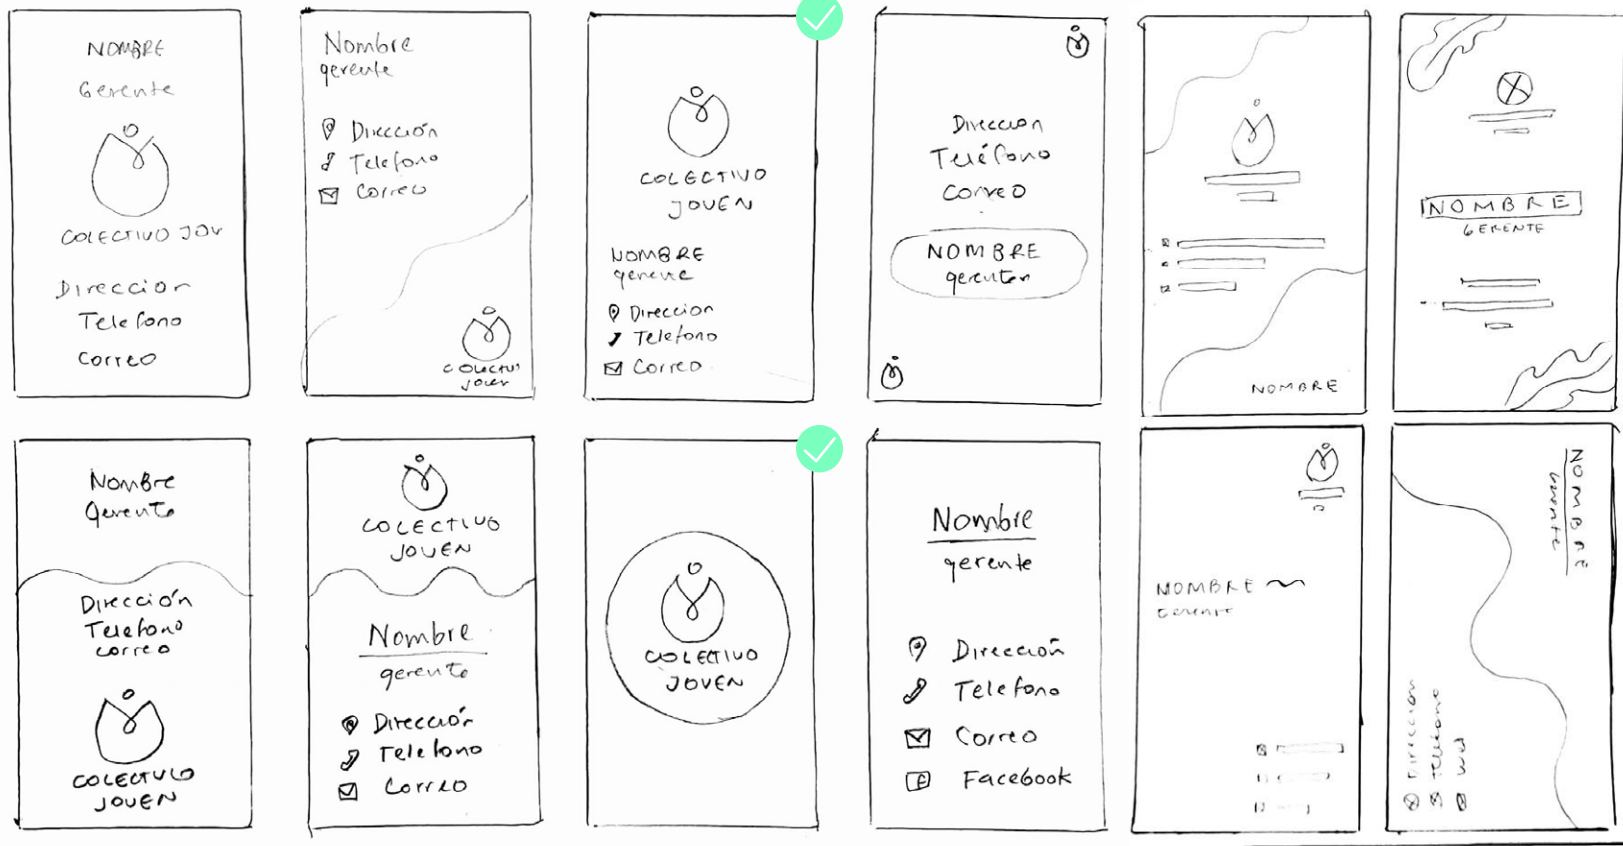 NOMBRE
Gerente
COLECTIVO JOV
Direccion
Telefono
Correo
Nombre
gerente
Dirección
Telefono
Correo
COLECTIVO
JOVEN
NOMBRE
gerente
Direccion
Telefono
Correo
Direccion
Teléfono
CORREO
NOMBRE
gerente
NOMBRE
NOMBRE
GERENTE
Nombre
Gerente
Dirección
Telefono
correo
COLECTIVO
JOVEN
COLECTIVO
JOVEN
Nombre
gerente
Dirección
Telefono
Correo
COLECTIVO
JOVEN
Nombre
gerente
Dirección
Telefono
Correo
Facebook
NOMBRE
NOMBRE
Gerente
Direccion
Telefono